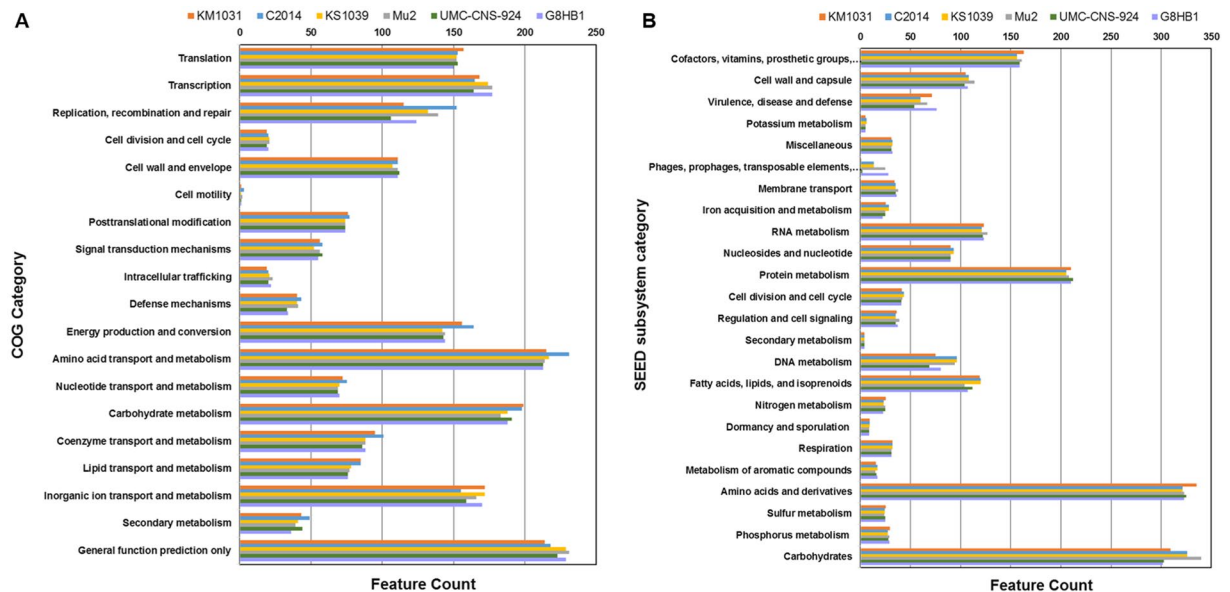 A
KM1031 C2014 KS1039 Mu2 UMC-CNS-924 G8HB1
0 50 100 150 200 250
COG Category
Translation
Transcription
Replication, recombination and repair
Cell division and cell cycle
Cell wall and envelope
Cell motility
Posttranslational modification
Signal transduction mechanisms
Intracellular trafficking
Defense mechanisms
Energy production and conversion
Amino acid transport and metabolism
Nucleotide transport and metabolism
Carbohydrate metabolism
Coenzyme transport and metabolism
Lipid transport and metabolism
Inorganic ion transport and metabolism
Secondary metabolism
General function prediction only
Feature Count
B
KM1031 C2014 KS1039 Mu2 UMC-CNS-924 G8HB1
0 50 100 150 200 250 300 350
SEED subsystem category
Cofactors, vitamins, prosthetic groups,...
Cell wall and capsule
Virulence, disease and defense
Potassium metabolism
Miscellaneous
Phages, prophages, transposable elements,...
Membrane transport
Iron acquisition and metabolism
RNA metabolism
Nucleosides and nucleotide
Protein metabolism
Cell division and cell cycle
Regulation and cell signaling
Secondary metabolism
DNA metabolism
Fatty acids, lipids, and isoprenoids
Nitrogen metabolism
Dormancy and sporulation
Respiration
Metabolism of aromatic compounds
Amino acids and derivatives
Sulfur metabolism
Phosphorus metabolism
Carbohydrates
Feature Count